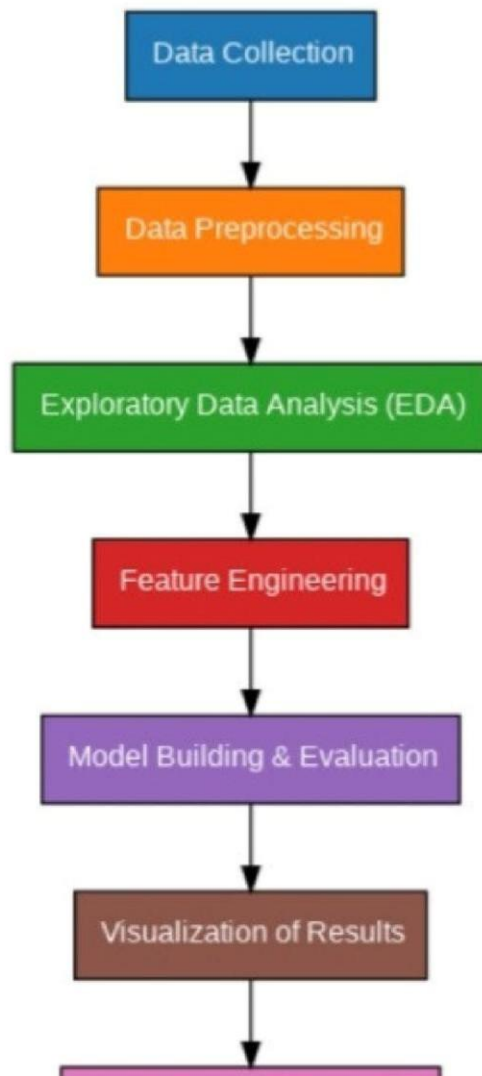 Data Collection
Data Preprocessing
Exploratory Data Analysis (EDA)
Feature Engineering
Model Building & Evaluation
Visualization of Results